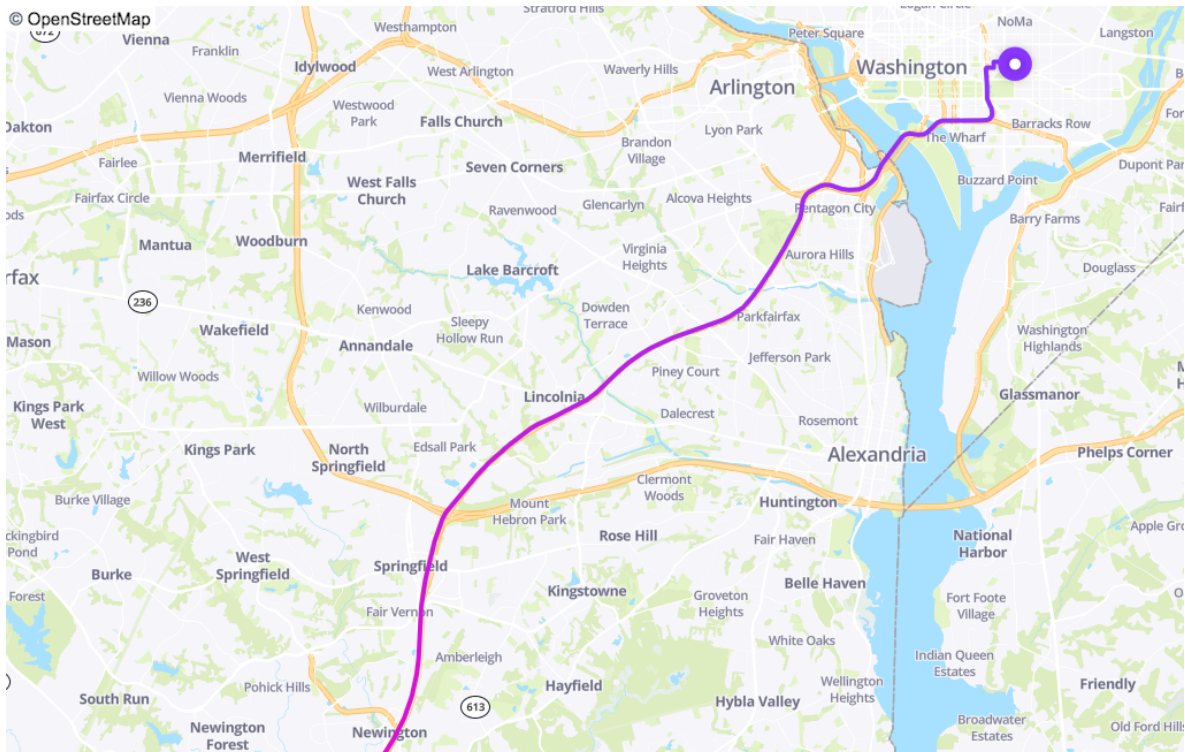 © OpenStreetMap
Stratford Hills
Logan Circle
NoMa
Vienna
Franklin
Westhampton
Peter Square
Langston
Idylwood
West Arlington
Waverly Hills
Washington
Arlington
Vienna Woods
Westwood
Park
Falls Church
Lyon Park
Oakton
Barracks Row
The Wharf
Brandon
Village
Fairlee
Merrifield
Seven Corners
Dupont Par
Fairfax Circle
West Falls
Church
Buzzard Point
Alcova Heights
Glencarlyn
Ravenwood
Pentagon City
Barry Farms
Mantua
Woodburn
Virginia
Heights
Aurora Hills
Lake Barcroft
Douglass
rfax
236
Kenwood
Dowden
Terrace
Sleepy
Hollow Run
Parkfairfax
Wakefield
Washington
Highlands
Mason
Annandale
Jefferson Park
Willow Woods
Piney Court
Kings Park
West
Wilburdale
Lincolnia
Glassmanor
Dalecrest
Rosemont
Kings Park
North
Springfield
Edsall Park
Alexandria
Phelps Corner
Burke Village
Clermont
Woods
Mount
Hebron Park
Huntington
Apple Gro
ckingbird
Pond
Rose Hill
Fair Haven
National
Harbor
West
Springfield
Springfield
Burke
Belle Haven
Kingstowne
Forest
Groveton
Heights
Fort Foote
Village
Fair Vernon
White Oaks
Amberleigh
Indian Queen
Estates
South Run
Pohick Hills
Hayfield
Wellington
Heights
Friendly
613
Hybla Valley
Newington
Forest
Newington
Broadwater
Estates
Old Ford Hills